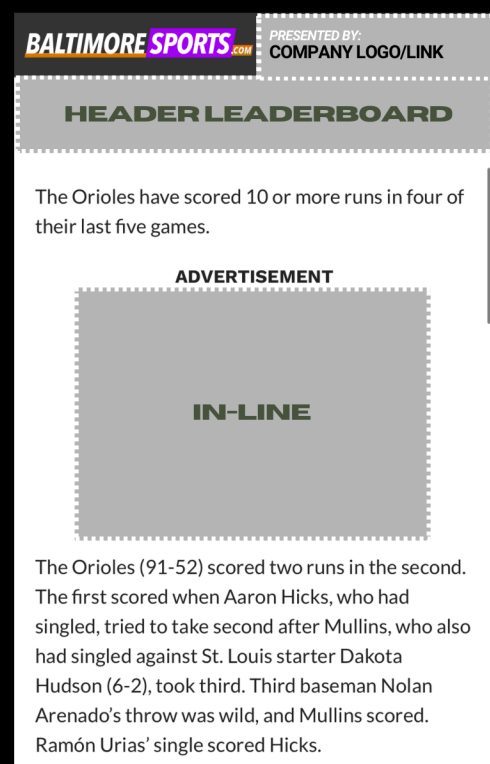 BALTIMORE SPORTS .COM
PRESENTED BY:
COMPANY LOGO/LINK
HEADER LEADERBOARD
The Orioles have scored 10 or more runs in four of
their last five games.
ADVERTISEMENT
IN-LINE
The Orioles (91-52) scored two runs in the second.
The first scored when Aaron Hicks, who had
singled, tried to take second after Mullins, who also
had singled against St. Louis starter Dakota
Hudson (6-2), took third. Third baseman Nolan
Arenado’s throw was wild, and Mullins scored.
Ramón Urias’ single scored Hicks.